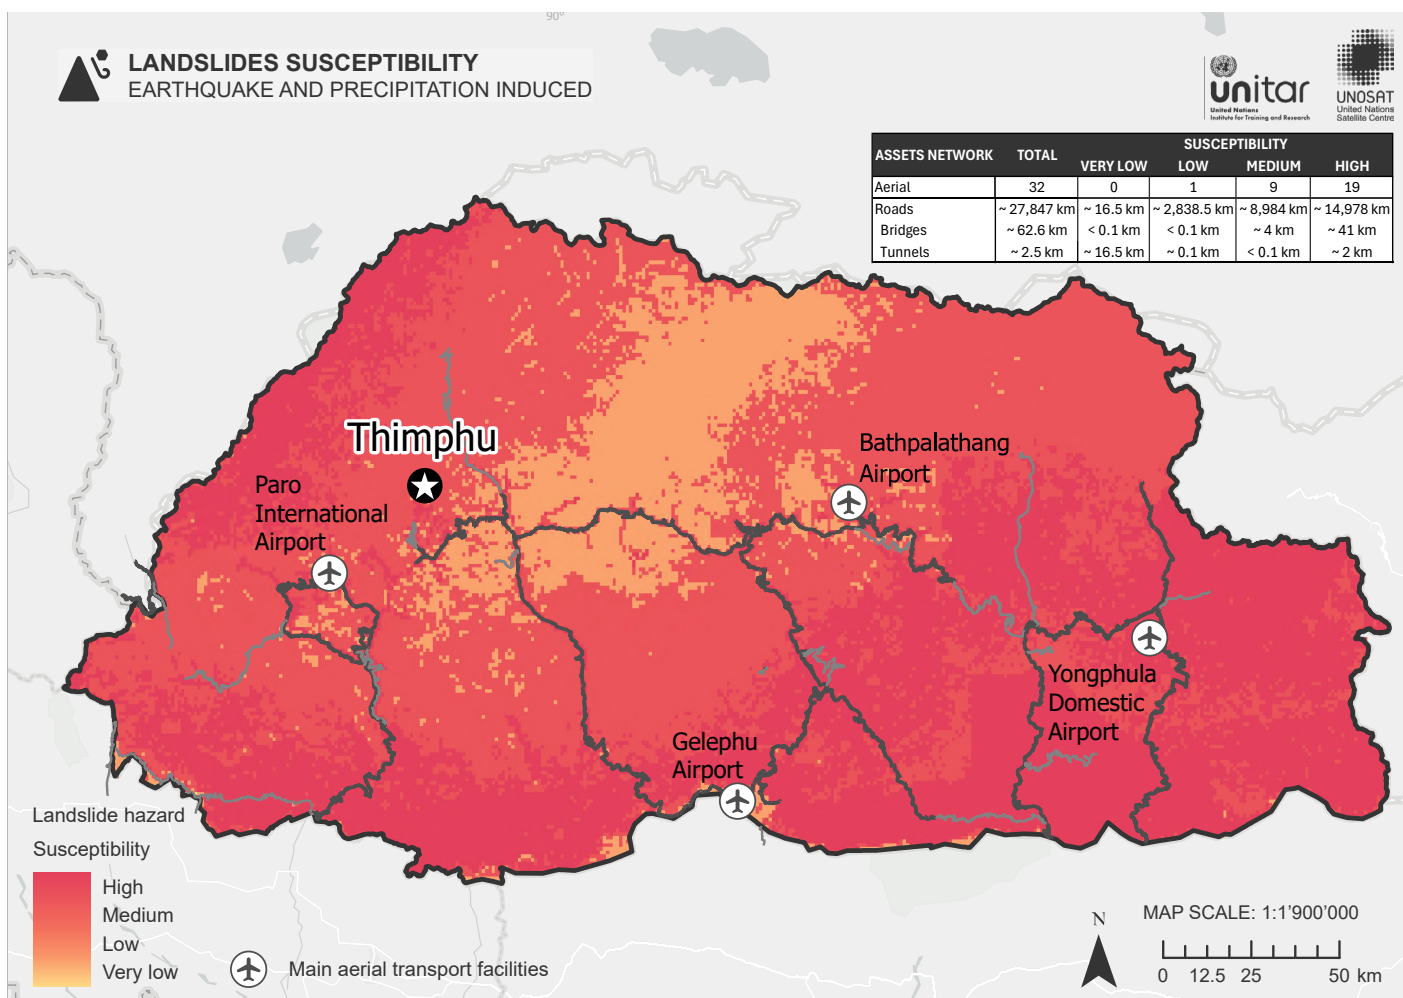 90°
LANDSLIDES SUSCEPTIBILITY
EARTHQUAKE AND PRECIPITATION INDUCED
unitar
United Nations
Institute for Training and Research
UNOSAT
United Nations
Satellite Centre
SUSCEPTIBILITY
ASSETS NETWORK TOTAL VERY LOW LOW MEDIUM HIGH
Aerial 32 0 1 9 19
Roads ~ 27,847 km ~ 16.5 km ~ 2,838.5 km ~ 8,984 km ~ 14,978 km
Bridges ~ 62.6 km < 0.1 km < 0.1 km ~ 4 km ~ 41 km
Tunnels ~ 2.5 km ~ 16.5 km ~ 0.1 km < 0.1 km ~ 2 km
Thimphu
Bathpalathang
Airport
Paro
International
Airport
Yongphula
Domestic
Airport
Gelephu
Airport
Landslide hazard
Susceptibility
High
Medium
Low
Very low
Main aerial transport facilities
N
MAP SCALE: 1:1'900'000
0 12.5 25 50 km